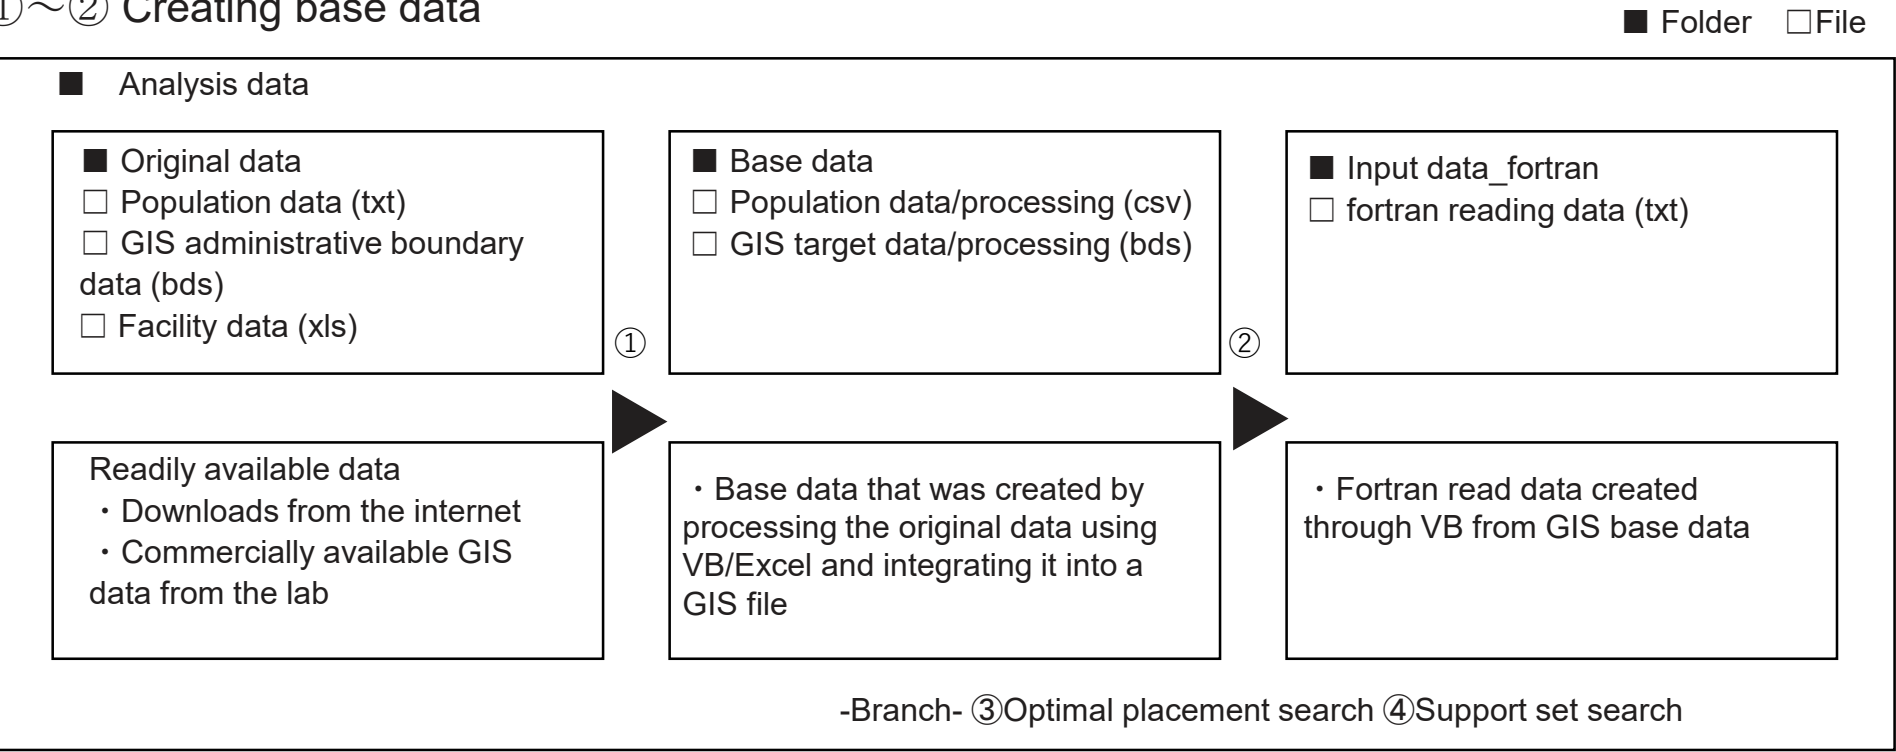 ①～② Creating base data
■ Folder □File
■ Analysis data
■ Original data
□ Population data (txt)
□ GIS administrative boundary
data (bds)
□ Facility data (xls)
①
■ Base data
□ Population data/processing (csv)
□ GIS target data/processing (bds)
②
■ Input data_fortran
□ fortran reading data (txt)
Readily available data
・Downloads from the internet
・Commercially available GIS
data from the lab
・Base data that was created by
processing the original data using
VB/Excel and integrating it into a
GIS file
・Fortran read data created
through VB from GIS base data
-Branch- ③Optimal placement search ④Support set search